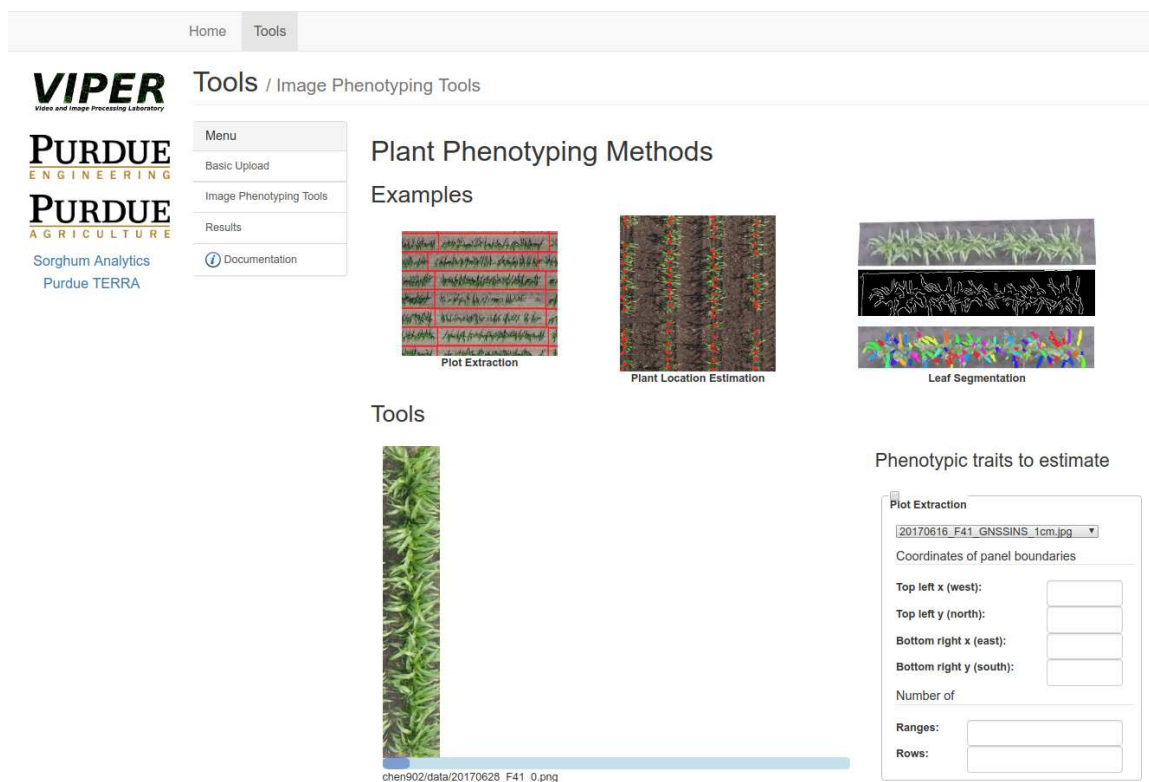 Home
Tools
VIPER
Video and Image Processing Laboratory
PURDUE
ENGINEERING
PURDUE
AGRICULTURE
Sorghum Analytics
Purdue TERRA
Tools / Image Phenotyping Tools
Menu
Basic Upload
Image Phenotyping Tools
Results
i Documentation
Plant Phenotyping Methods
Examples
Plot Extraction
Plant Location Estimation
Leaf Segmentation
Tools
chen902/data/20170628_F41_0.png
Phenotypic traits to estimate
Plot Extraction
20170616_F41_GNSSINS_1cm.jpg
Coordinates of panel boundaries
Top left x (west):
Top left y (north):
Bottom right x (east):
Bottom right y (south):
Number of
Ranges:
Rows: